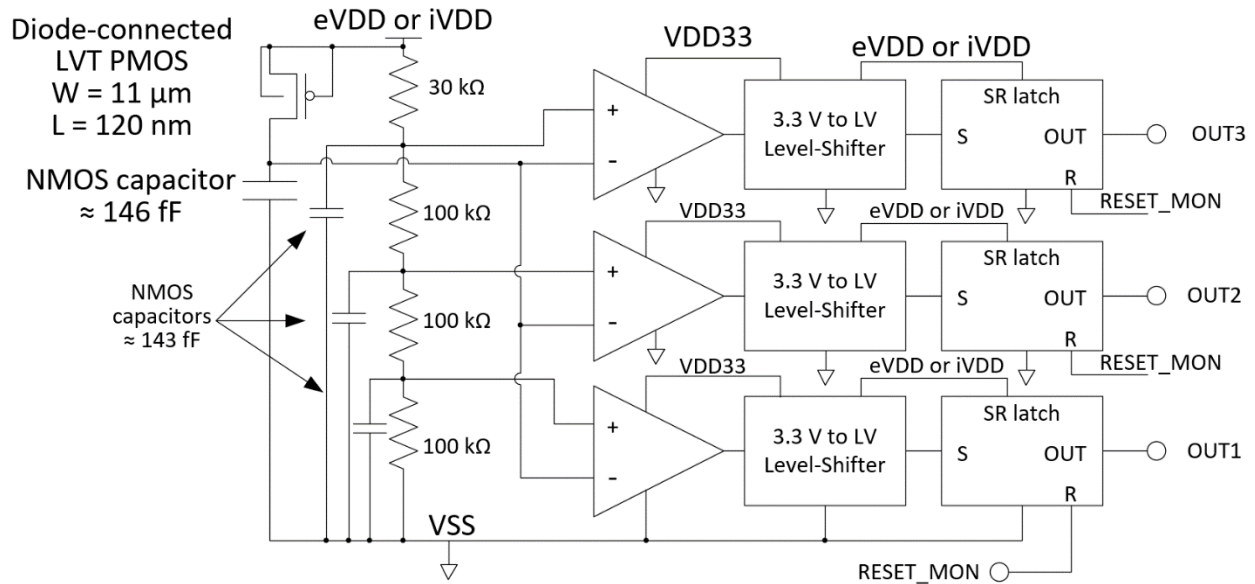 Diode-connected
LVT PMOS
W = 11 μm
L = 120 nm
NMOS capacitor
≈ 146 fF
NMOS
capacitors
≈ 143 fF
eVDD or iVDD
30 kΩ
100 kΩ
100 kΩ
100 kΩ
VSS
VDD33
eVDD or iVDD
+
-
3.3 V to LV
Level-Shifter
SR latch
S
OUT
R
OUT3
RESET_MON
VDD33
eVDD or iVDD
+
-
3.3 V to LV
Level-Shifter
SR latch
S
OUT
R
OUT2
RESET_MON
VDD33
eVDD or iVDD
+
-
3.3 V to LV
Level-Shifter
SR latch
S
OUT
R
OUT1
RESET_MON